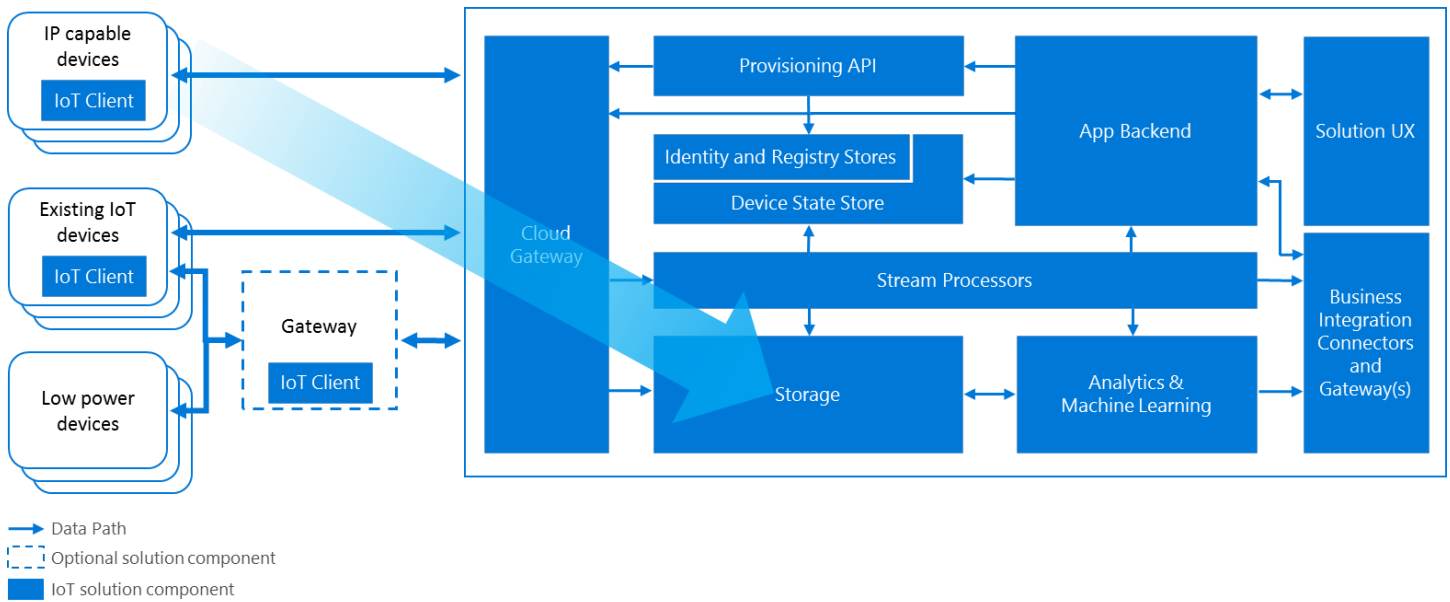 IP capable
devices
IoT Client
Existing IoT
devices
IoT Client
Low power
devices
Gateway
IoT Client
Cloud
Gateway
Provisioning API
Identity and Registry Stores
Device State Store
Stream Processors
Storage
App Backend
Analytics &
Machine Learning
Solution UX
Business
Integration
Connectors
and
Gateway(s)
Data Path
Optional solution component
IoT solution component